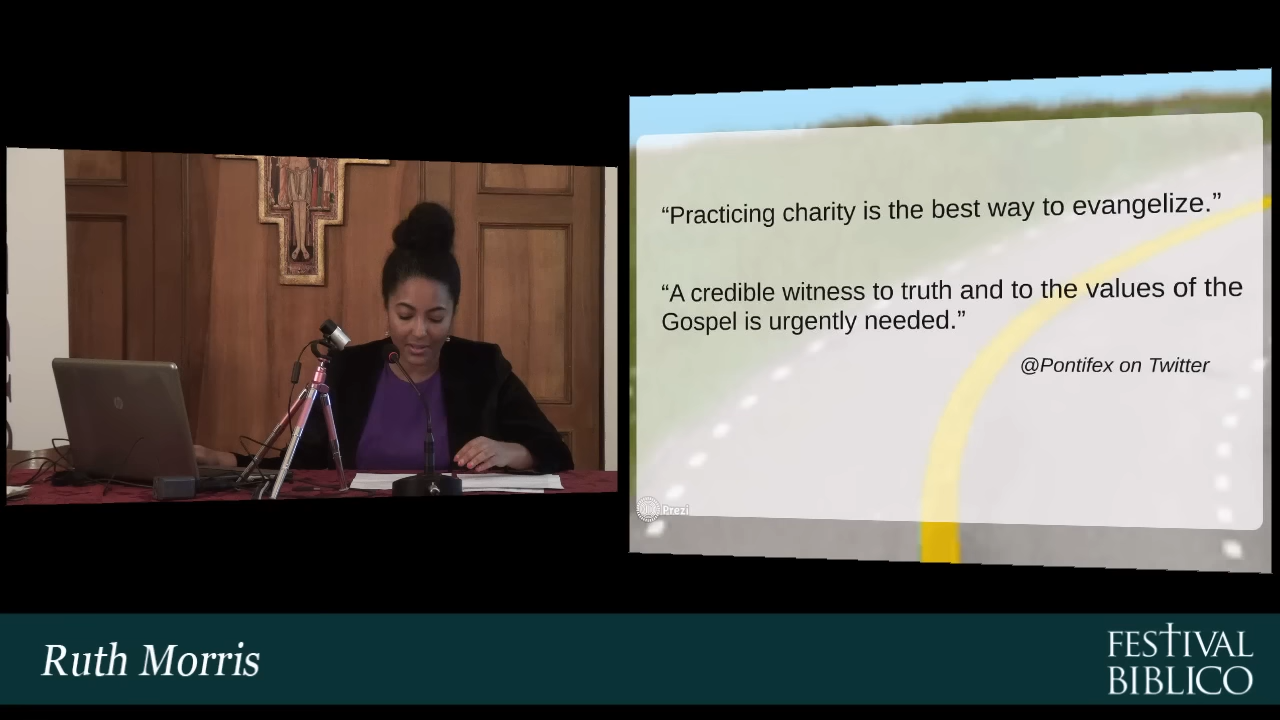 “Practicing charity is the best way to evangelize.”
“A credible witness to truth and to the values of the
Gospel is urgently needed.”
@Pontifex on Twitter
Prezi
Ruth Morris
FESTIVAL
BIBLICO